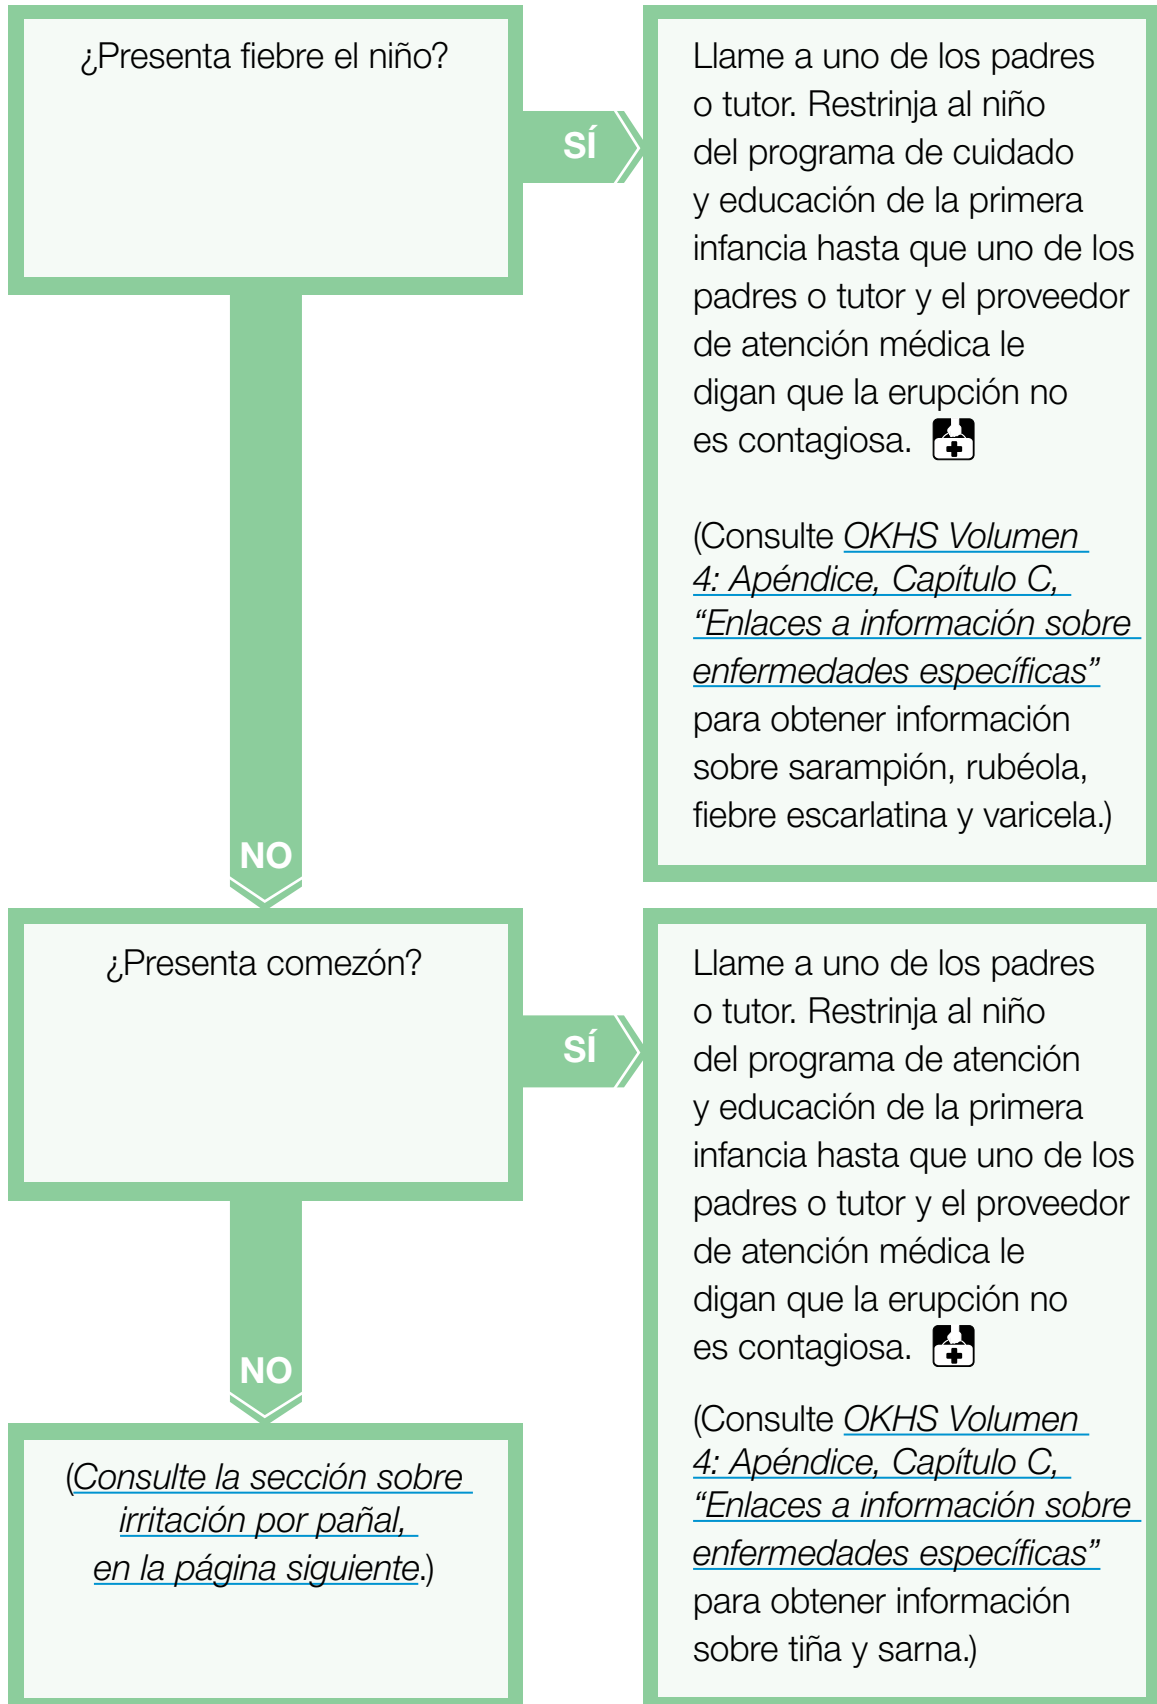 ¿Presenta fiebre el niño?
SÍ
Llame a uno de los padres
o tutor. Restrinja al niño
del programa de cuidado
y educación de la primera
infancia hasta que uno de los
padres o tutor y el proveedor
de atención médica le
digan que la erupción no
es contagiosa.
(Consulte OKHS Volumen
4: Apéndice, Capítulo C,
“Enlaces a información sobre
enfermedades específicas”
para obtener información
sobre sarampión, rubéola,
fiebre escarlatina y varicela.)
NO
¿Presenta comezón?
SÍ
Llame a uno de los padres
o tutor. Restrinja al niño
del programa de atención
y educación de la primera
infancia hasta que uno de los
padres o tutor y el proveedor
de atención médica le
digan que la erupción no
es contagiosa.
(Consulte OKHS Volumen
4: Apéndice, Capítulo C,
“Enlaces a información sobre
enfermedades específicas”
para obtener información
sobre tiña y sarna.)
NO
(Consulte la sección sobre
irritación por pañal,
en la página siguiente.)